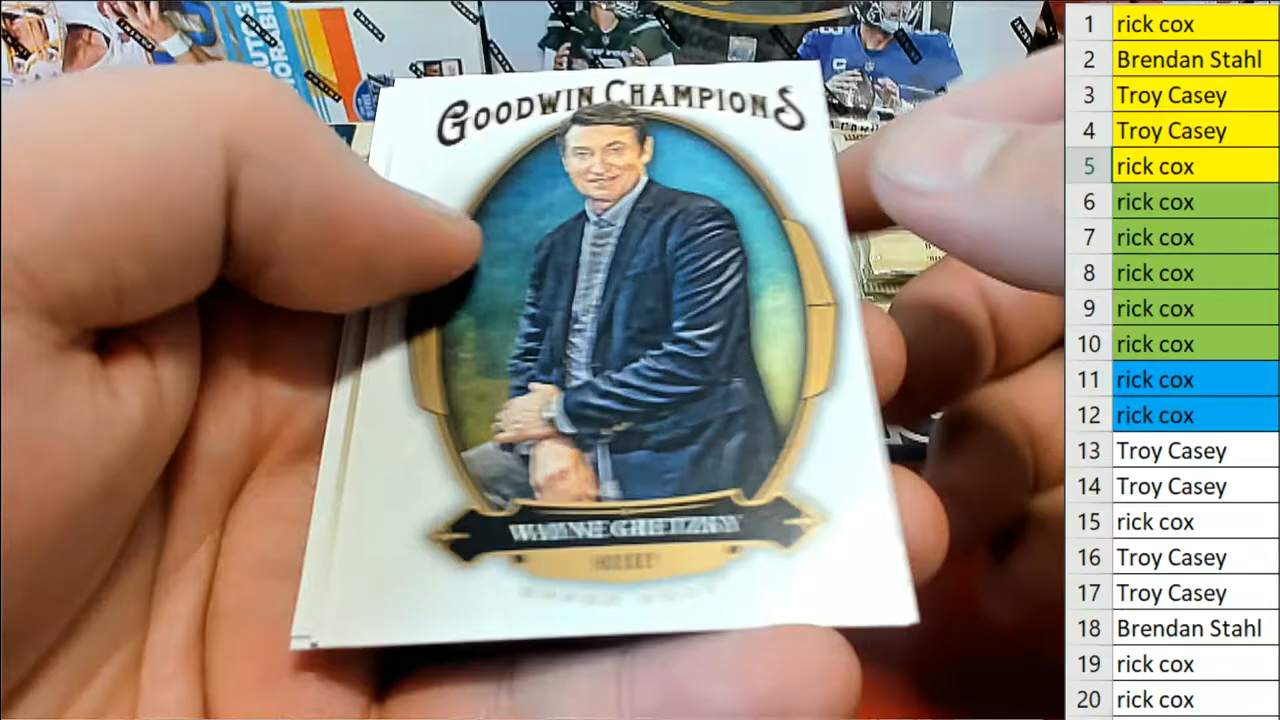 GOODWIN CHAMPIONS
WAYNE GRETZKY
HOCKEY
1 rick cox
2 Brendan Stahl
3 Troy Casey
4 Troy Casey
5 rick cox
6 rick cox
7 rick cox
8 rick cox
9 rick cox
10 rick cox
11 rick cox
12 rick cox
13 Troy Casey
14 Troy Casey
15 rick cox
16 Troy Casey
17 Troy Casey
18 Brendan Stahl
19 rick cox
20 rick cox